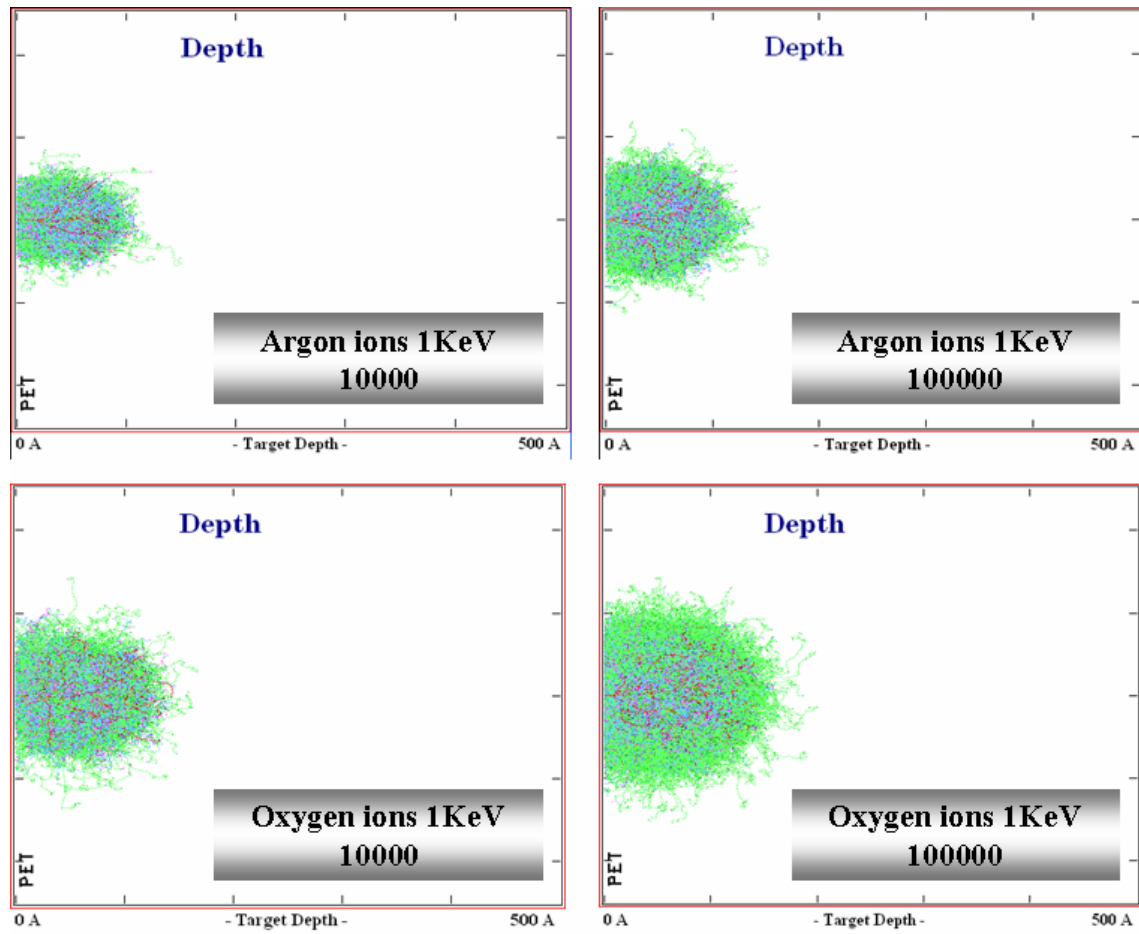 Depth
Argon ions 1KeV
10000
PET
0 A - Target Depth - 500 A
Depth
Argon ions 1KeV
100000
PET
0 A - Target Depth - 500 A
Depth
Oxygen ions 1KeV
10000
PET
0 A - Target Depth - 500 A
Depth
Oxygen ions 1KeV
100000
PET
0 A - Target Depth - 500 A